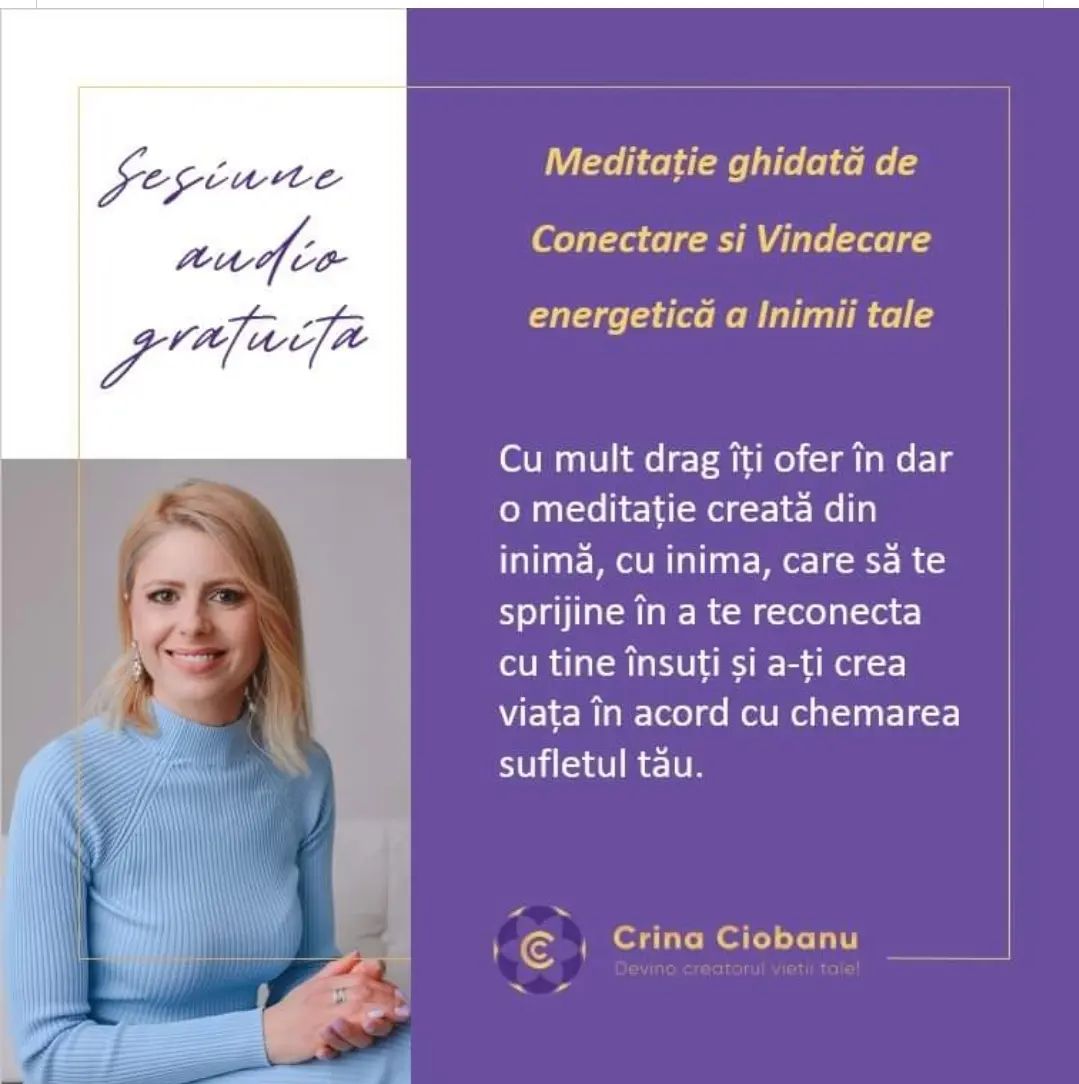 Sesiune
audio
gratuita
Meditație ghidată de
Conectare si Vindecare
energetică a Inimii tale
Cu mult drag îți ofer în dar
o meditație creată din
inimă, cu inima, care să te
sprijine în a te reconecta
cu tine însuți și a-ți crea
viața în acord cu chemarea
sufletul tău.
Crina Ciobanu
Devino creatorul vietii tale!